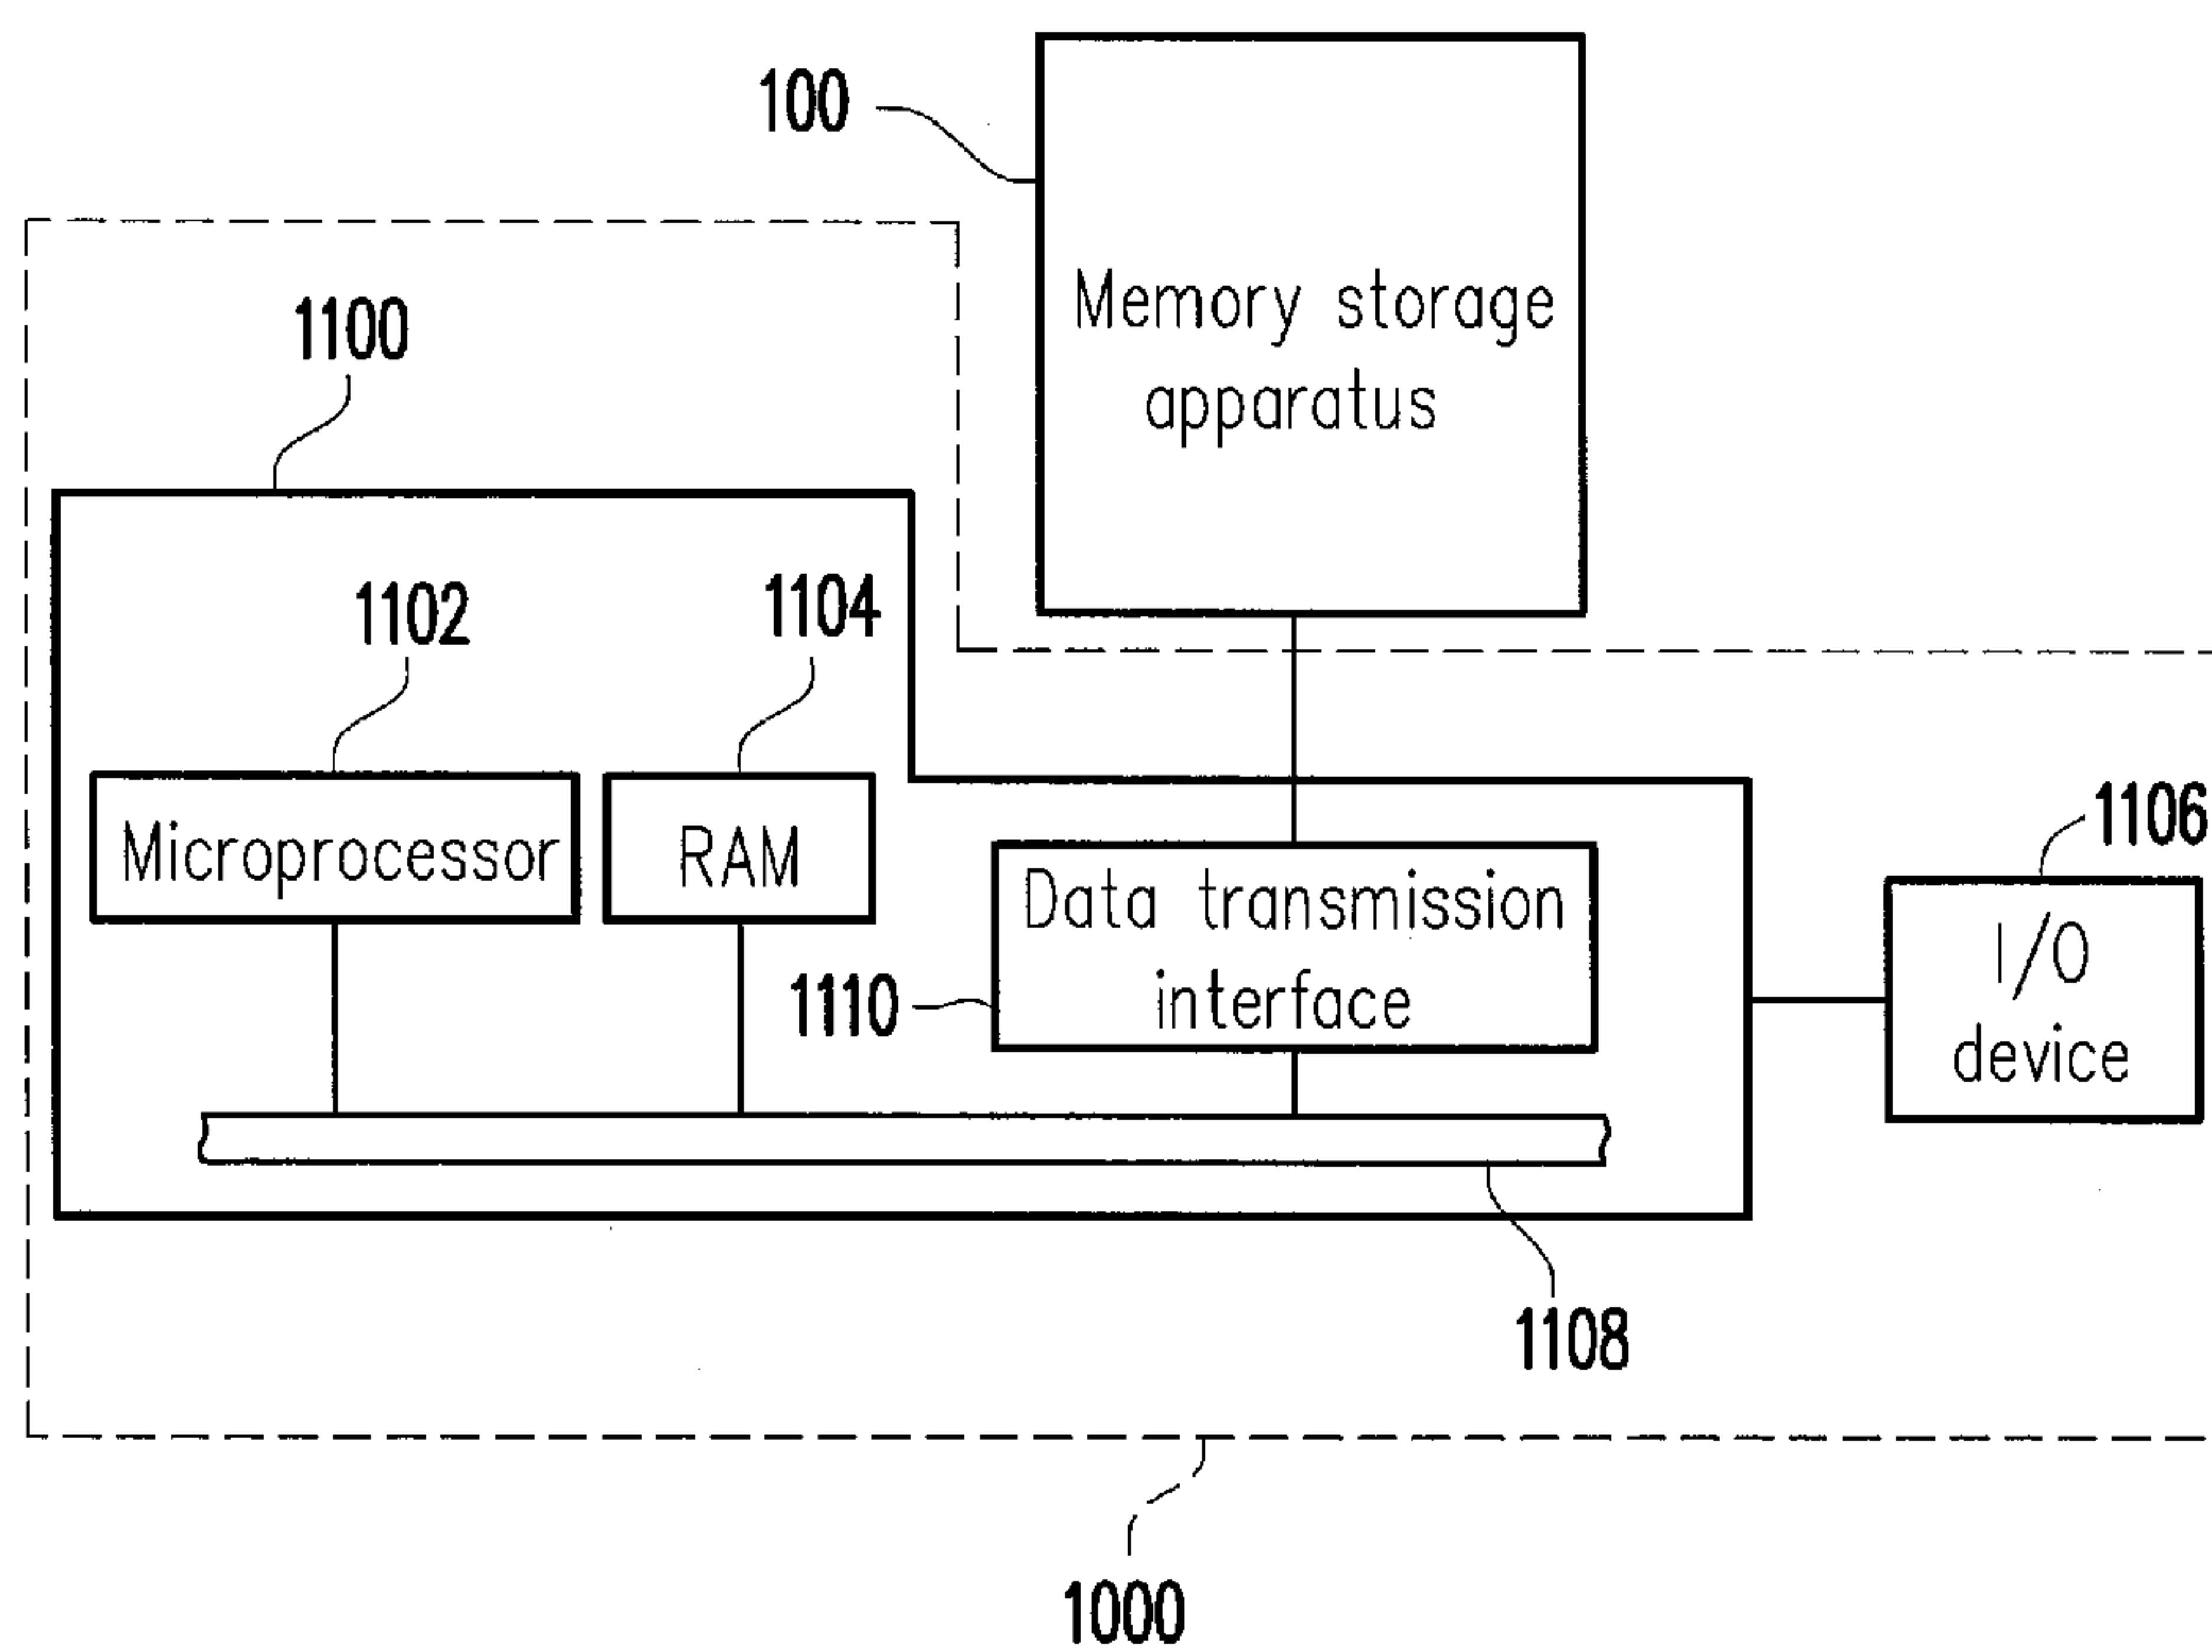 100
Memory storage
apparatus
1100
1102
1104
Microprocessor
RAM
1106
Data transmission
interface
1110
I/O
device
1108
1000